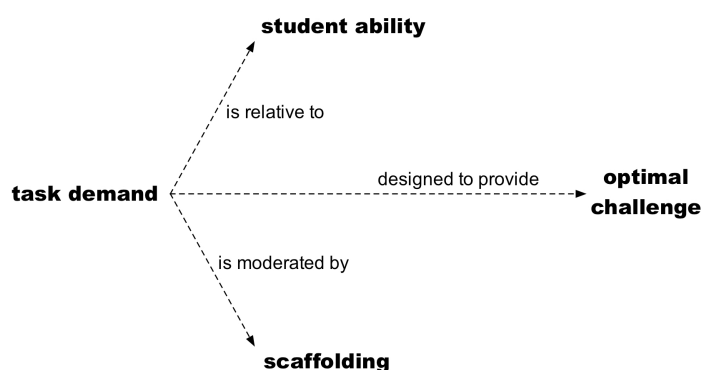 student ability
is relative to
designed to provide
optimal
challenge
task demand
is moderated by
scaffolding